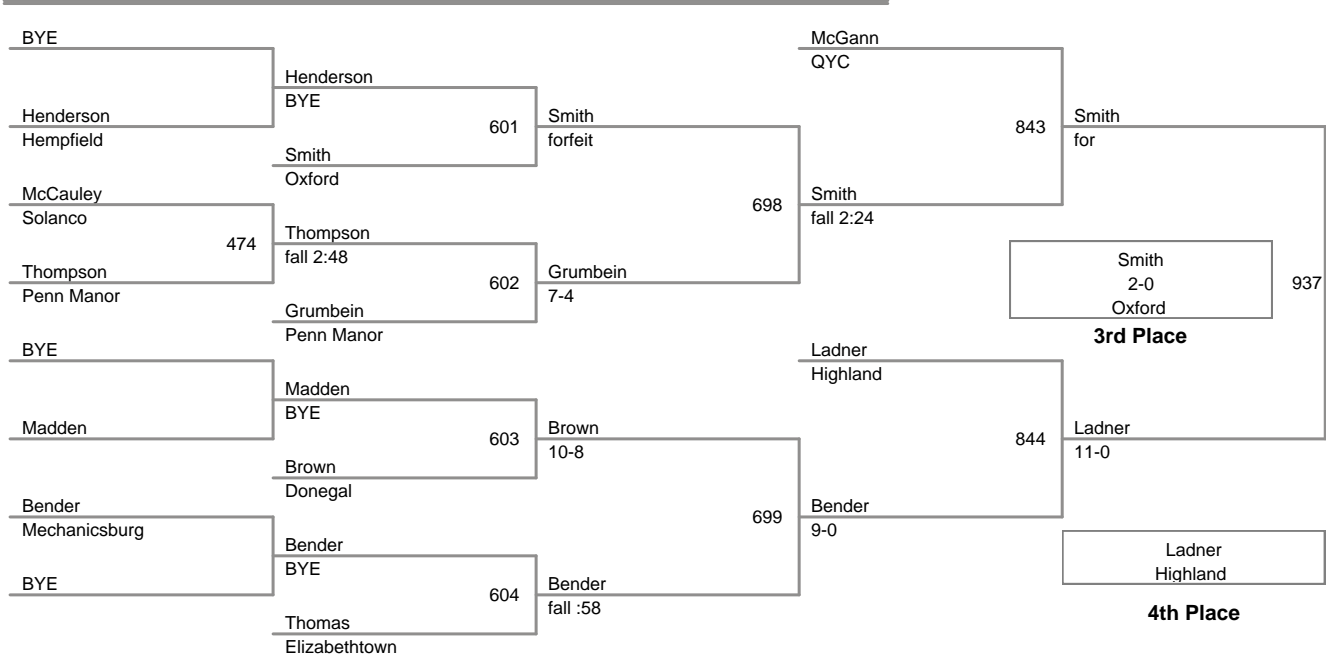 BYE
McGann
QYC
Henderson
BYE
Henderson
Hempfield
601
Smith
forfeit
843
Smith
for
Smith
Oxford
McCauley
Solanco
698
Smith
fall 2:24
474
Thompson
fall 2:48
Thompson
Penn Manor
602
Grumbein
7-4
Smith
2-0
Oxford
937
Grumbein
Penn Manor
3rd Place
BYE
Ladner
Highland
Madden
BYE
Madden
603
Brown
10-8
844
Ladner
11-0
Brown
Donegal
Bender
Mechanicsburg
699
Bender
9-0
Bender
BYE
Ladner
Highland
BYE
604
Bender
fall :58
4th Place
Thomas
Elizabethtown